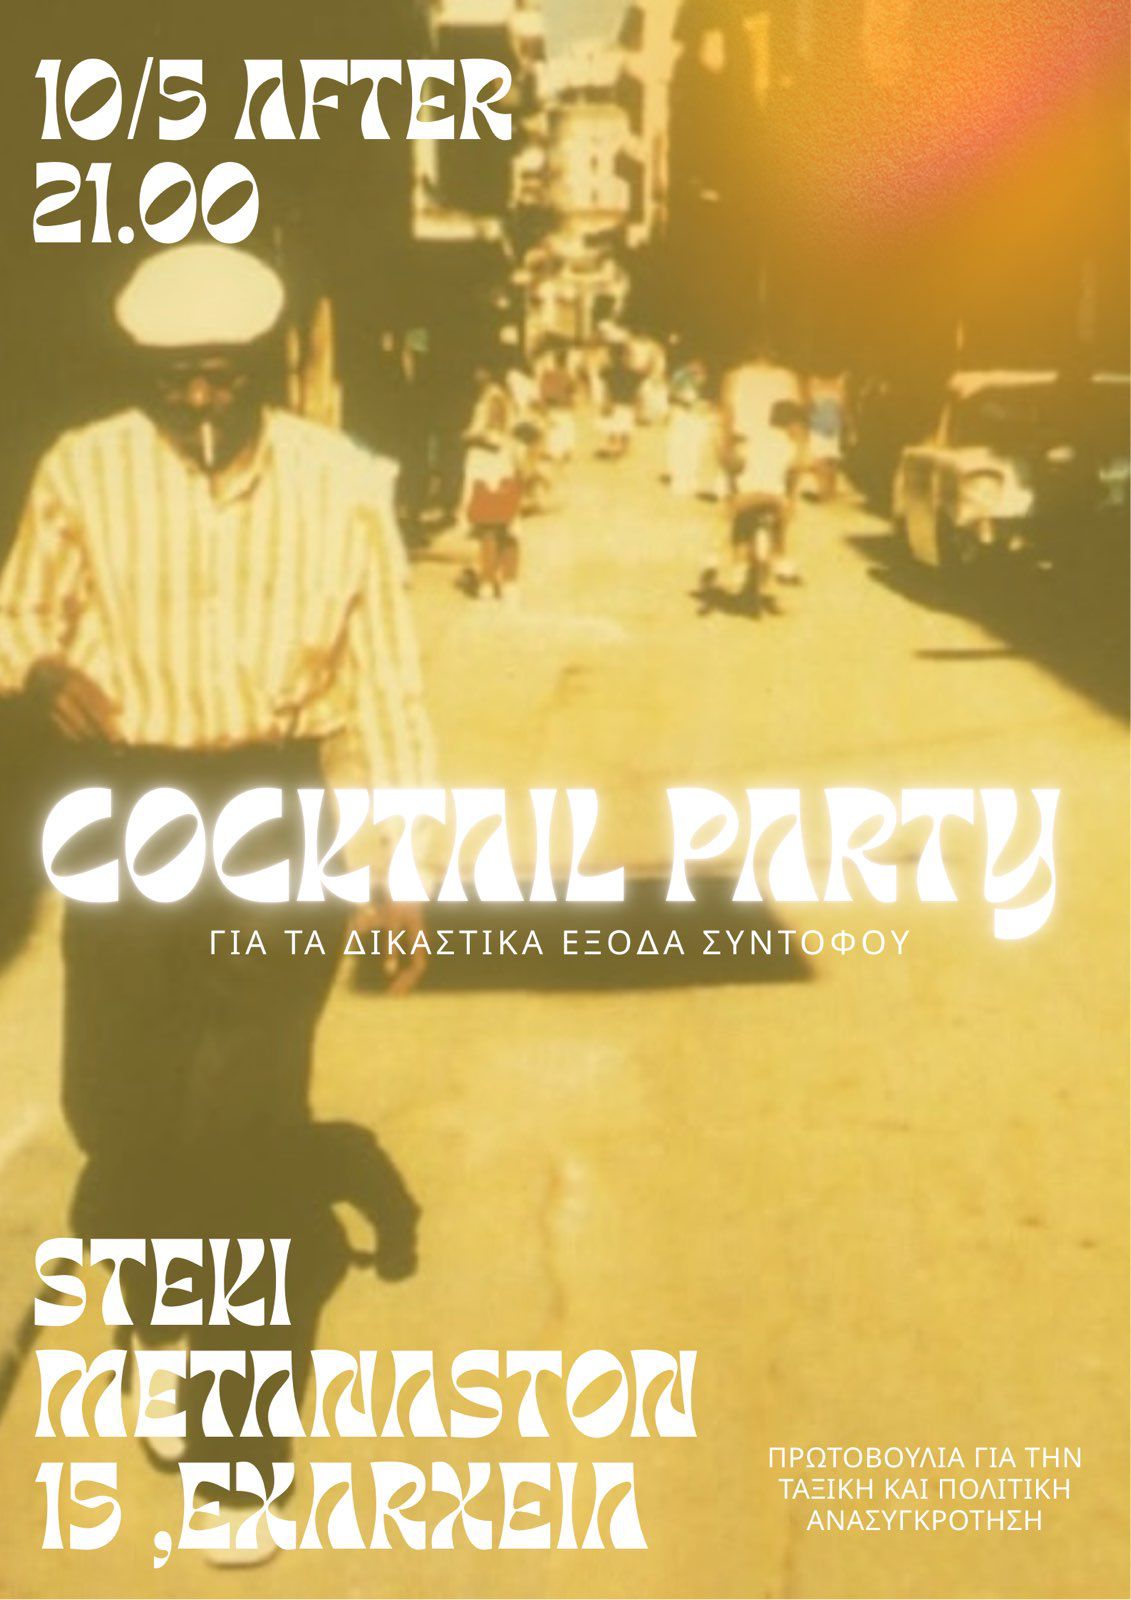 10/5 AFTER
21.00
COCKTAIL PARTY
ΓΙΑ ΤΑ ΔΙΚΑΣΤΙΚΑ ΕΞΟΔΑ ΣΥΝΤΟΦΟΥ
STEKI
METANASTON
15 ,EXARXEIA
ΠΡΩΤΟΒΟΥΛΙΑ ΓΙΑ ΤΗΝ
ΤΑΞΙΚΗ ΚΑΙ ΠΟΛΙΤΙΚΗ
ΑΝΑΣΥΓΚΡΟΤΗΣΗ